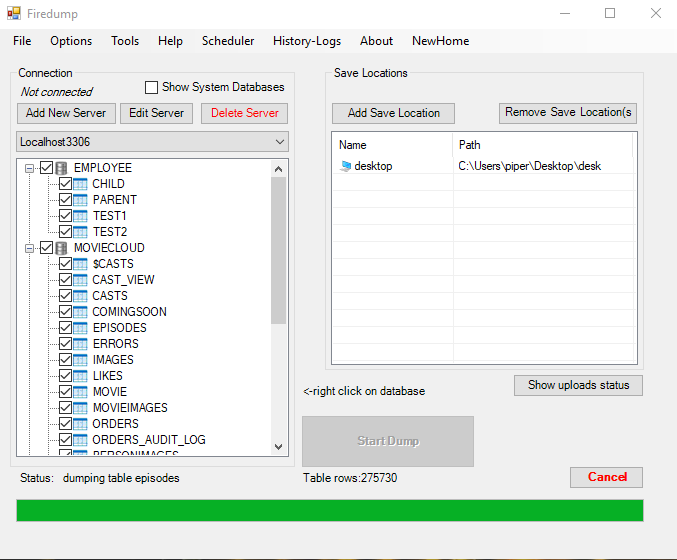 Firedump
File Options Tools Help Scheduler History-Logs About NewHome
Connection
Not connected
Show System Databases
Add New Server Edit Server Delete Server
Localhost3306
EMPLOYEE
CHILD
PARENT
TEST1
TEST2
MOVIECLOUD
$CASTS
CAST_VIEW
CASTS
COMINGSOON
EPISODES
ERRORS
IMAGES
LIKES
MOVIE
MOVIEIMAGES
ORDERS
ORDERS_AUDIT_LOG
PERSONIMAGES
Save Locations
Add Save Location Remove Save Location(s
Name Path
desktop C:\Users\piper\Desktop\desk
<-right click on database
Show uploads status
Start Dump
Status: dumping table episodes
Table rows:275730
Cancel